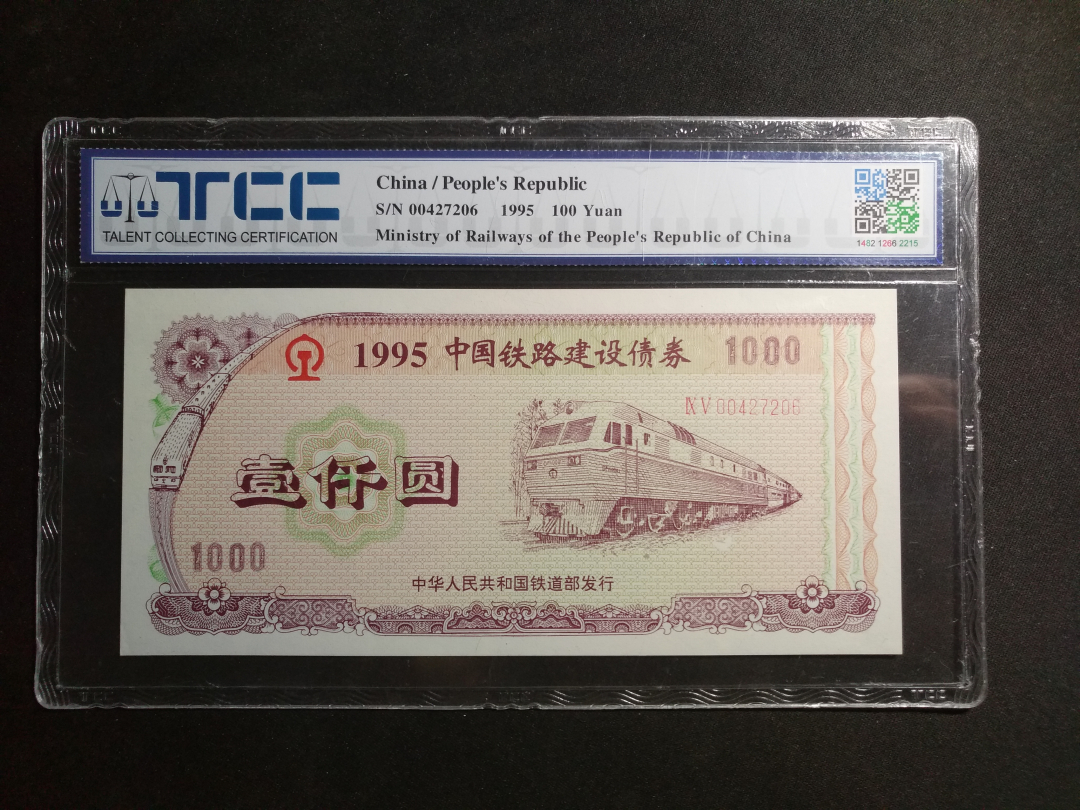 TCC
TALENT COLLECTING CERTIFICATION
China / People's Republic
S/N 00427206 1995 100 Yuan
Ministry of Railways of the People's Republic of China
1482 1266 2215
1995 中国铁路建设债券 1000
ⅨⅤ00427206
壹仟圆
1000
中华人民共和国铁道部发行
TCC